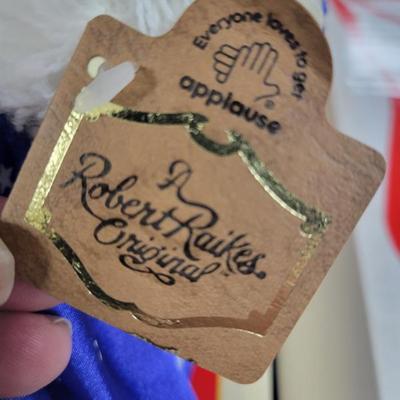 Everyone loves to get
applause®
A
Robert Raikes®
Original